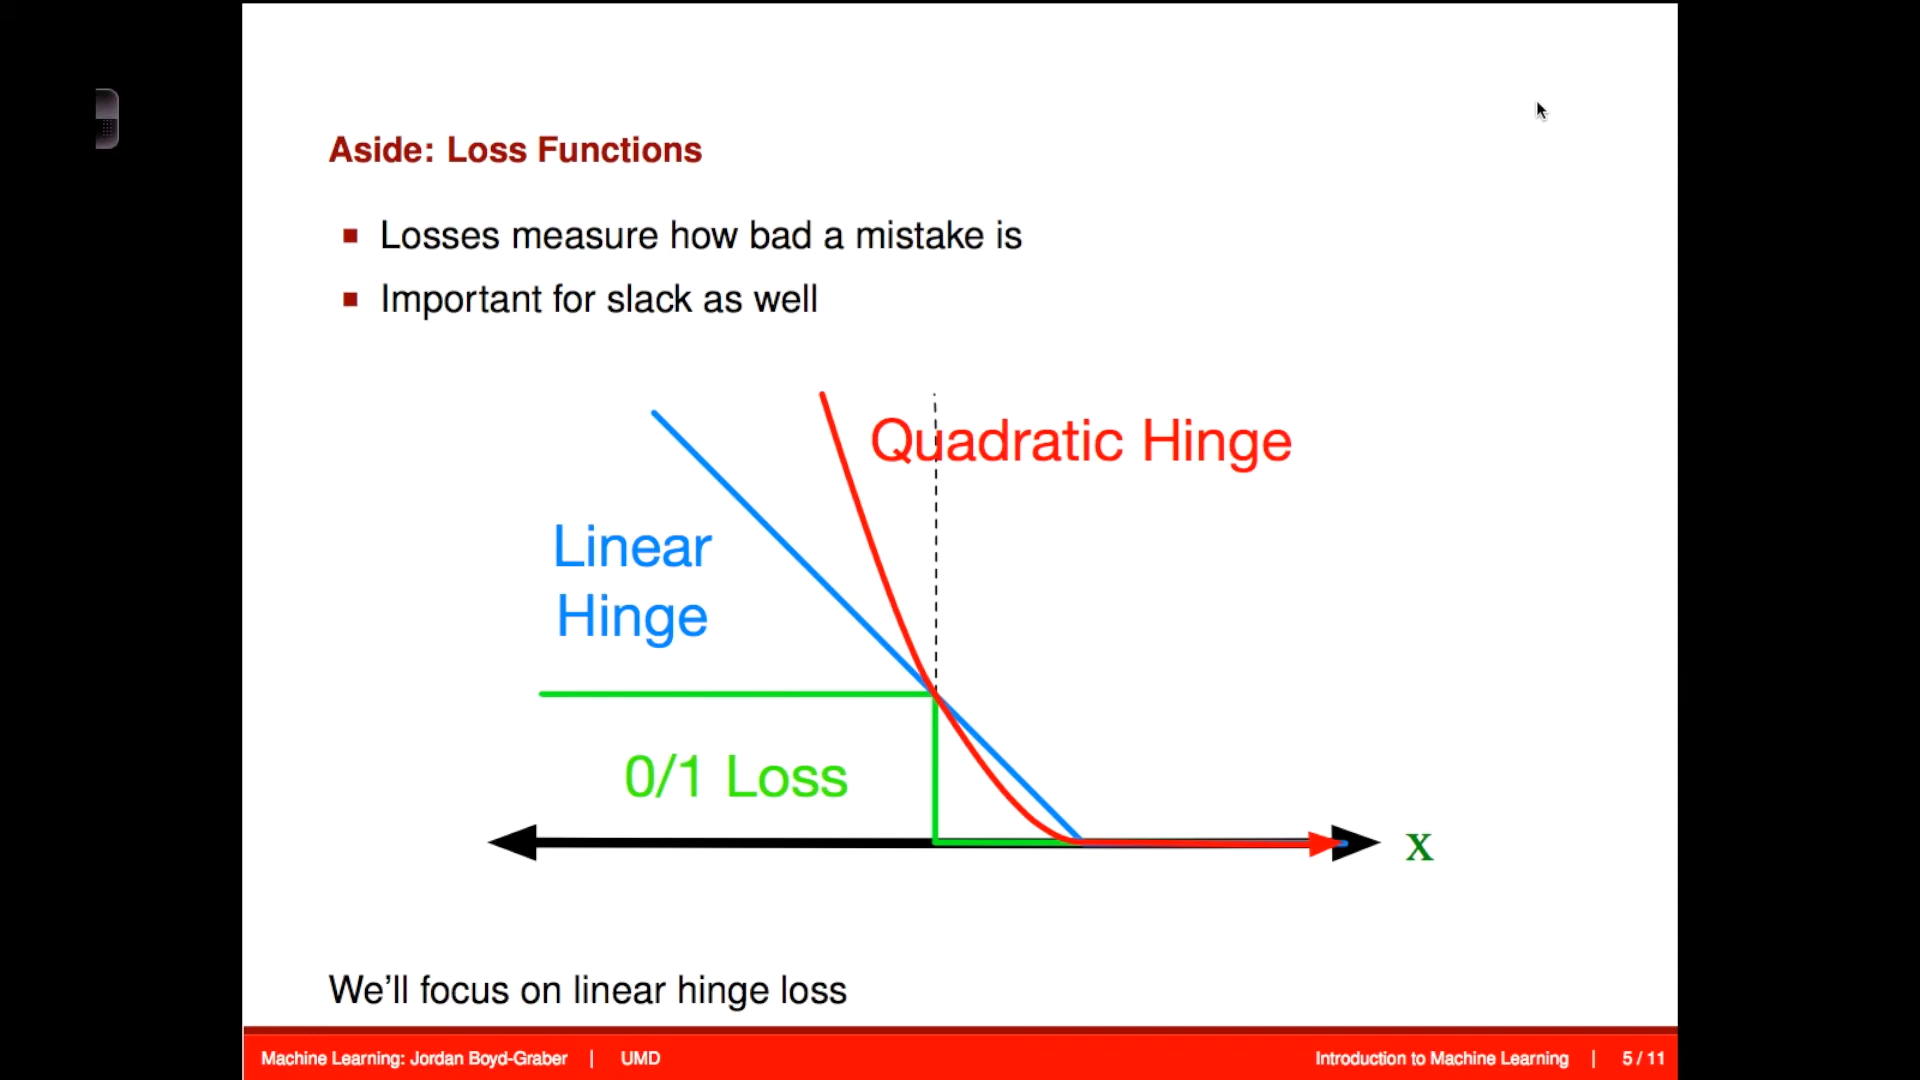 Aside: Loss Functions
Losses measure how bad a mistake is
Important for slack as well
Quadratic Hinge
Linear
Hinge
0/1 Loss
x
We'll focus on linear hinge loss
Machine Learning: Jordan Boyd-Graber | UMD
Introduction to Machine Learning | 5 / 11